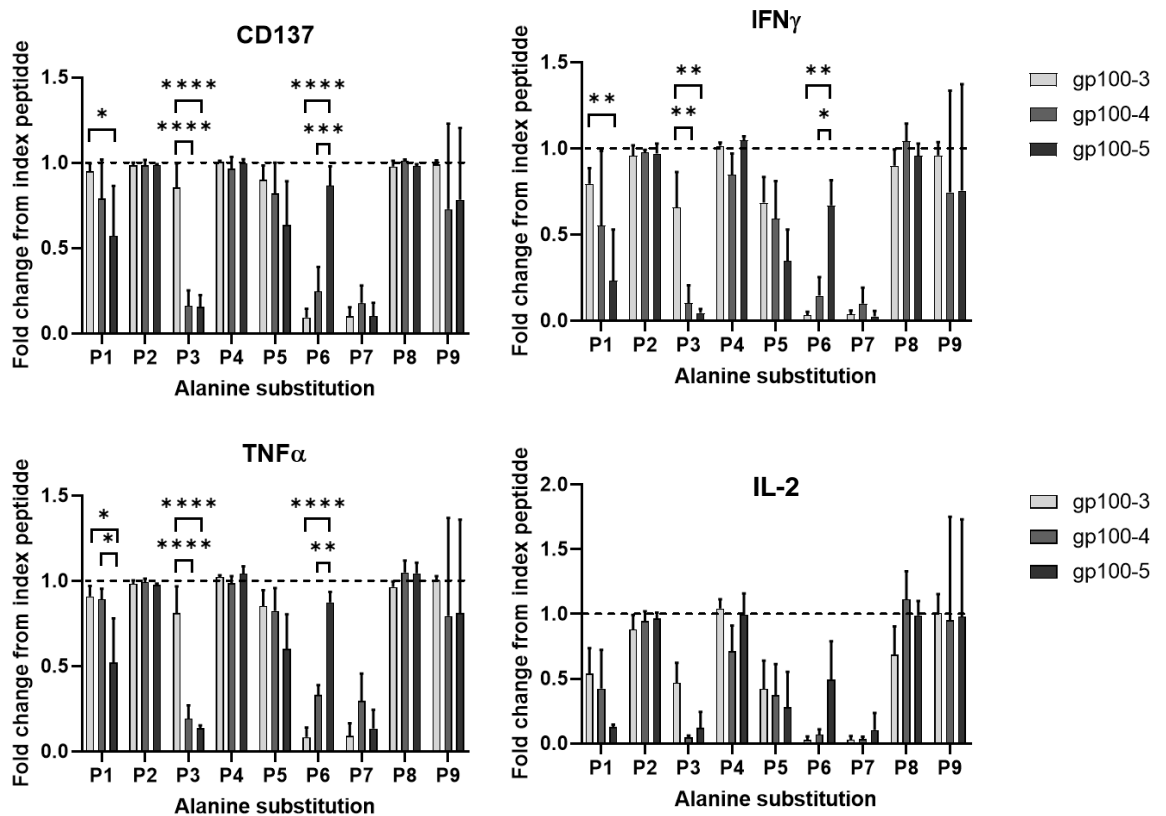 CD137
Fold change from index peptidde
1.5
1.0
0.5
0.0
*
* * * *
* * * *
* * * *
* * *
P1 P2 P3 P4 P5 P6 P7 P8 P9
Alanine substitution
IFNγ
Fold change from index peptidde
1.5
1.0
0.5
0.0
* *
* *
* *
* *
*
P1 P2 P3 P4 P5 P6 P7 P8 P9
Alanine substitution
gp100-3
gp100-4
gp100-5
TNFα
Fold change from index peptidde
1.5
1.0
0.5
0.0
*
*
* * * *
* * * *
* * * *
* *
P1 P2 P3 P4 P5 P6 P7 P8 P9
Alanine substitution
IL-2
Fold change from index peptidde
2.0
1.5
1.0
0.5
0.0
P1 P2 P3 P4 P5 P6 P7 P8 P9
Alanine substitution
gp100-3
gp100-4
gp100-5